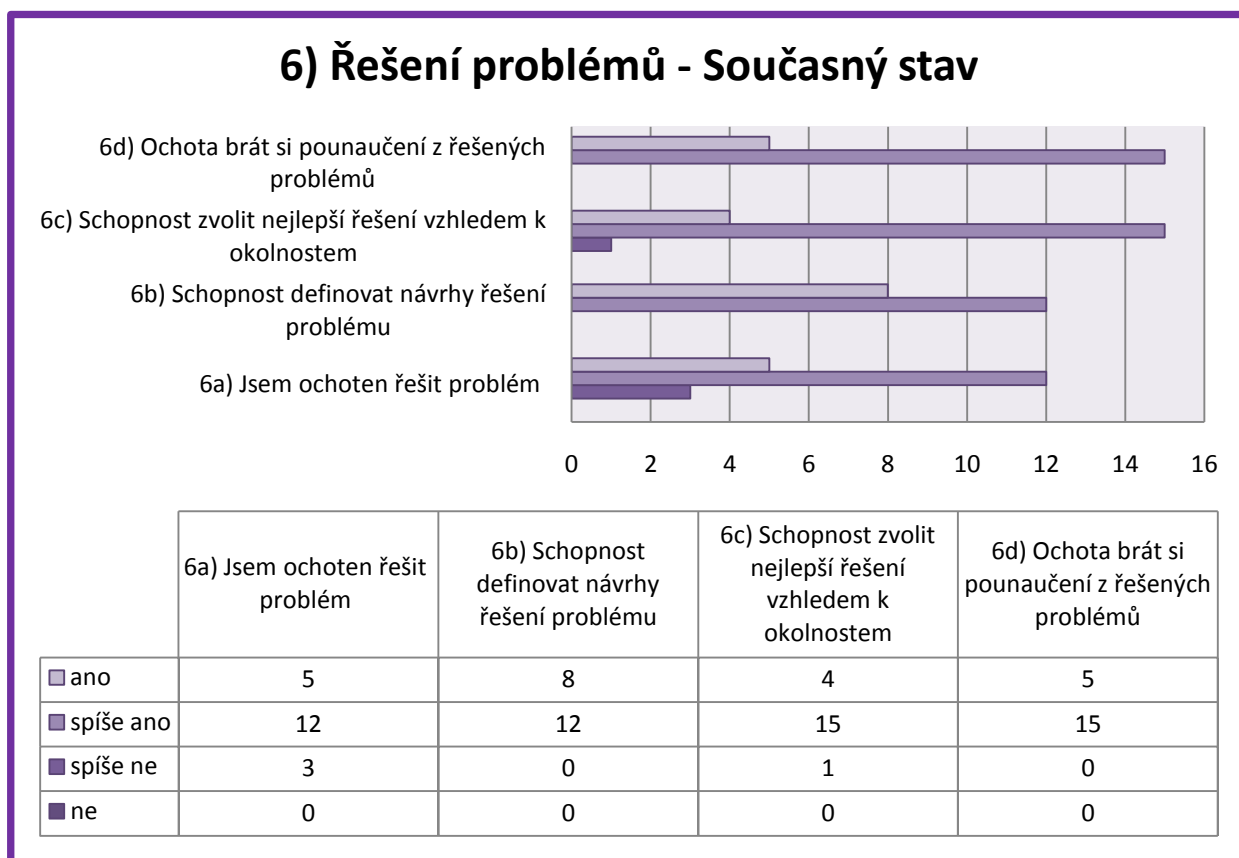 6) Řešení problémů - Současný stav
6d) Ochota brát si pounaučení z řešených
problémů
6c) Schopnost zvolit nejlepší řešení vzhledem k
okolnostem
6b) Schopnost definovat návrhy řešení
problému
6a) Jsem ochoten řešit problém
0 2 4 6 8 10 12 14 16
6a) Jsem ochoten řešit
problém
6b) Schopnost
definovat návrhy
řešení problému
6c) Schopnost zvolit
nejlepší řešení
vzhledem k
okolnostem
6d) Ochota brát si
pounaučení z řešených
problémů
ano 5 8 4 5
spíše ano 12 12 15 15
spíše ne 3 0 1 0
ne 0 0 0 0